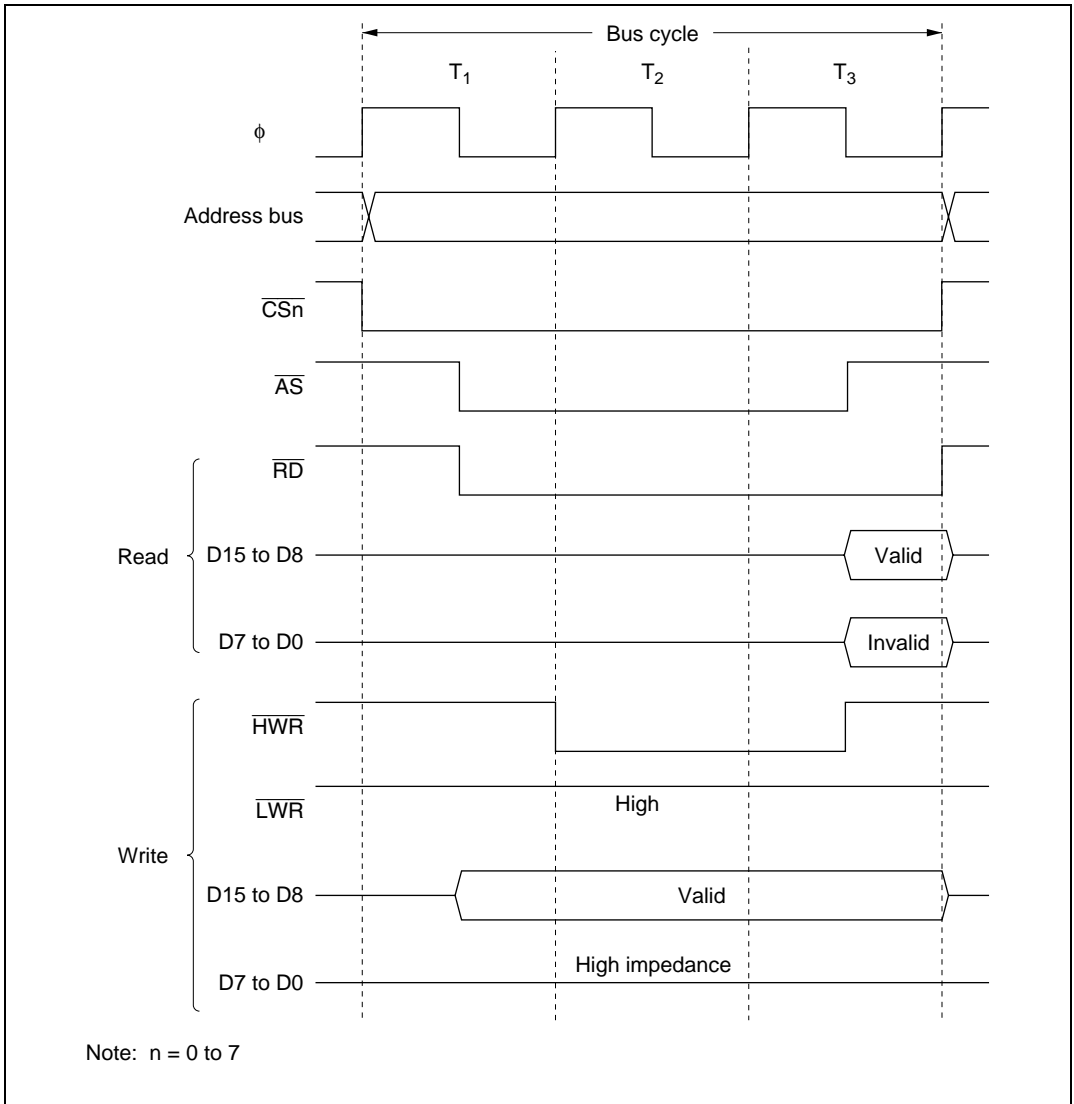 Bus cycle
T1 T2 T3
φ
Address bus
CSn
AS
RD
Read
D15 to D8 Valid
D7 to D0 Invalid
HWR
LWR High
Write
D15 to D8 Valid
D7 to D0 High impedance
Note: n = 0 to 7